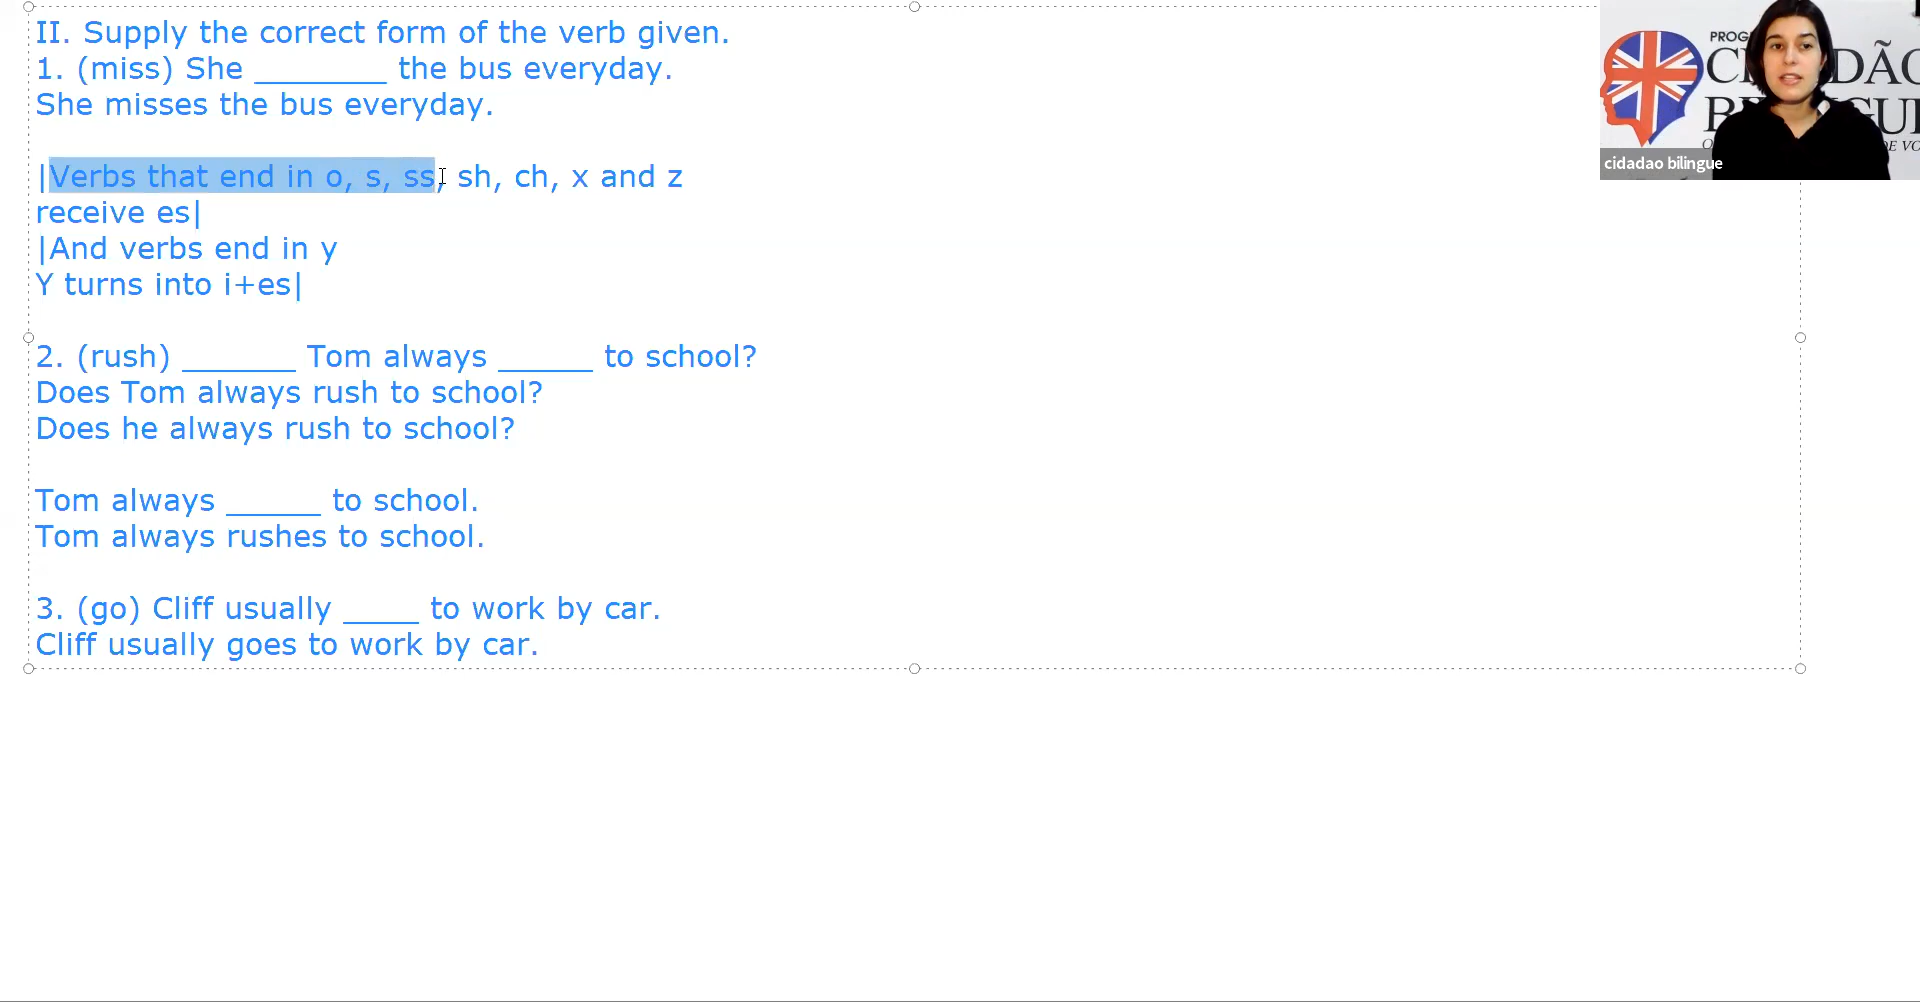 II. Supply the correct form of the verb given.
1. (miss) She _______ the bus everyday.
She misses the bus everyday.
|Verbs that end in o, s, ss, sh, ch, x and z
receive es|
|And verbs end in y
Y turns into i+es|
2. (rush) ______ Tom always _____ to school?
Does Tom always rush to school?
Does he always rush to school?
Tom always _____ to school.
Tom always rushes to school.
3. (go) Cliff usually ____ to work by car.
Cliff usually goes to work by car.
cidadao bilingue